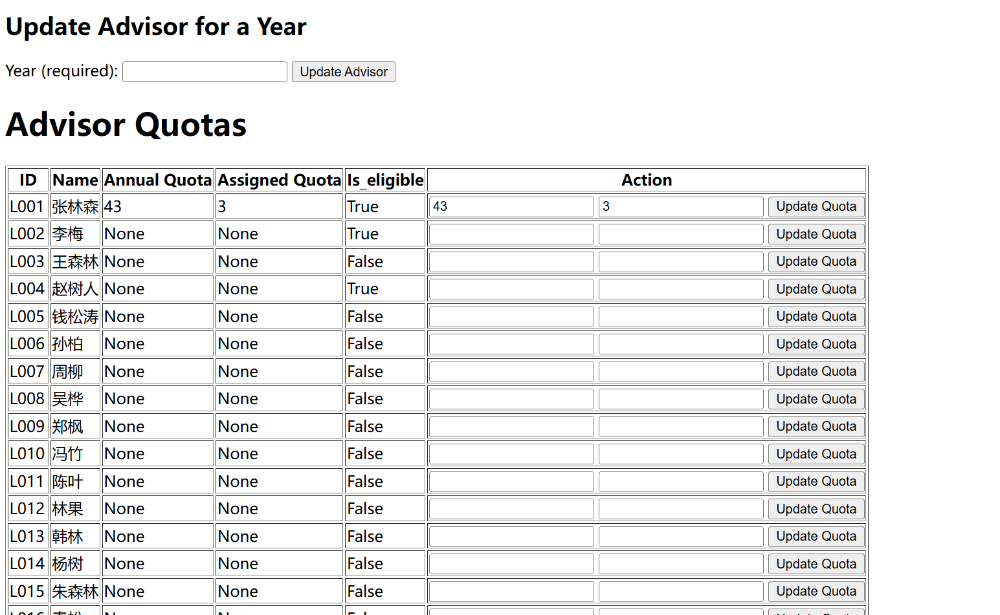 Update Advisor for a Year
Year (required): Update Advisor
Advisor Quotas
ID Name Annual Quota Assigned Quota Is_eligible Action
L001 张林森 43 3 True 43 3 Update Quota
L002 李梅 None None True Update Quota
L003 王森林 None None False Update Quota
L004 赵树人 None None True Update Quota
L005 钱松涛 None None False Update Quota
L006 孙柏 None None False Update Quota
L007 周柳 None None False Update Quota
L008 吴桦 None None False Update Quota
L009 郑枫 None None False Update Quota
L010 冯竹 None None False Update Quota
L011 陈叶 None None False Update Quota
L012 林果 None None False Update Quota
L013 韩林 None None False Update Quota
L014 杨树 None None False Update Quota
L015 朱森林 None None False Update Quota